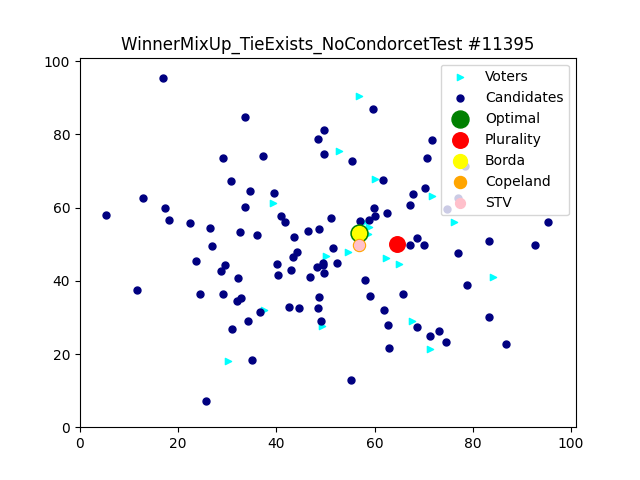 WinnerMixUp_TieExists_NoCondorcetTest #11395
Voters
Candidates
Optimal
Plurality
Borda
Copeland
STV
100
80
60
40
20
0
0 20 40 60 80 100